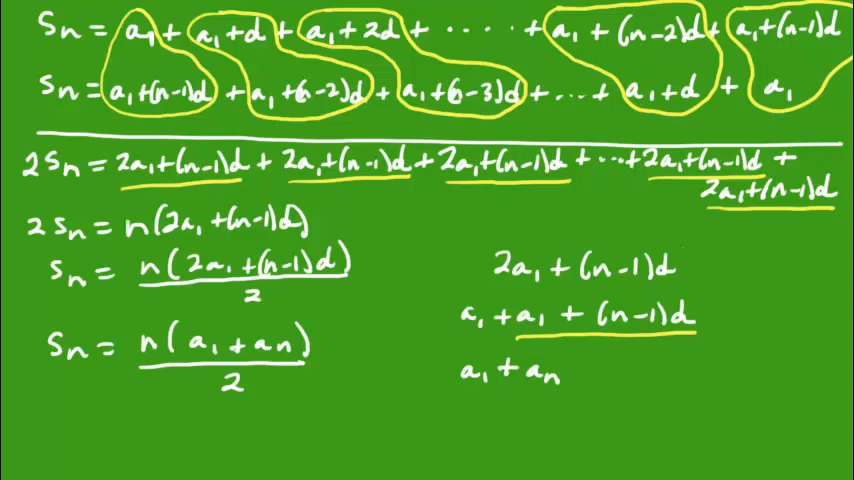 Sn = a₁ + a₁ + d + a₁ + 2d + ..... + a₁ + (n-2)d + a₁ + (n-1)d
Sn = a₁ + (n-1)d + a₁ + (n-2)d + a₁ + (n-3)d + ... + a₁ + d + a₁
2Sn = 2a₁ + (n-1)d + 2a₁ + (n-1)d + 2a₁ + (n-1)d + ... + 2a₁ + (n-1)d +
2a₁ + (n-1)d
2Sn = n(2a₁ + (n-1)d)
Sn = n(2a₁ + (n-1)d)
2
Sn = n(a₁ + an)
2
2a₁ + (n-1)d
a₁ + a₁ + (n-1)d
a₁ + an